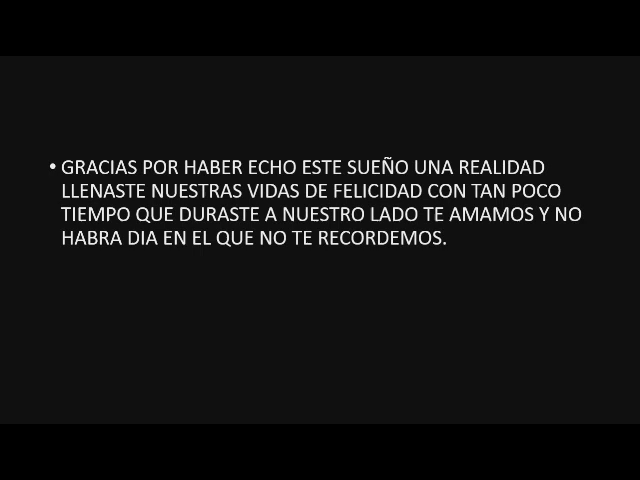 • GRACIAS POR HABER ECHO ESTE SUEÑO UNA REALIDAD
LLENASTE NUESTRAS VIDAS DE FELICIDAD CON TAN POCO
TIEMPO QUE DURASTE A NUESTRO LADO TE AMAMOS Y NO
HABRA DIA EN EL QUE NO TE RECORDEMOS.